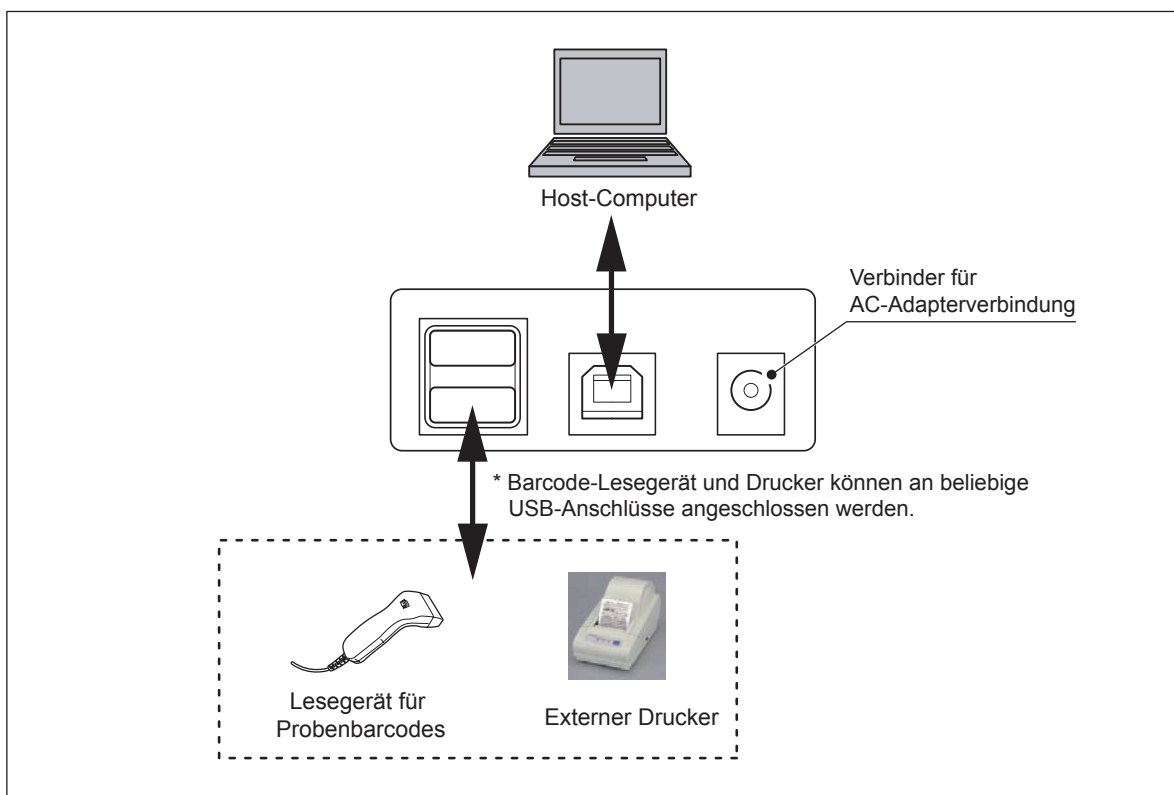 Host-Computer
Verbinder für
AC-Adapterverbindung
* Barcode-Lesegerät und Drucker können an beliebige
USB-Anschlüsse angeschlossen werden.
Lesegerät für
Probenbarcodes
Externer Drucker